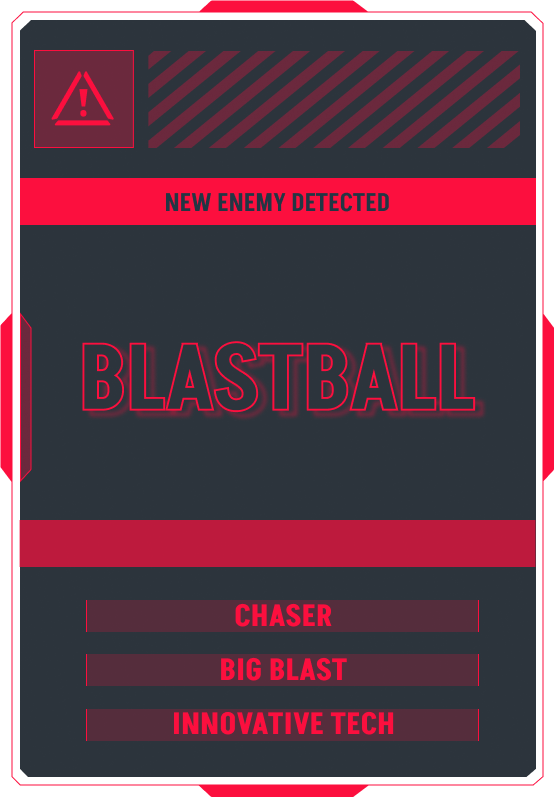 NEW ENEMY DETECTED
BLASTBALL
CHASER
BIG BLAST
INNOVATIVE TECH